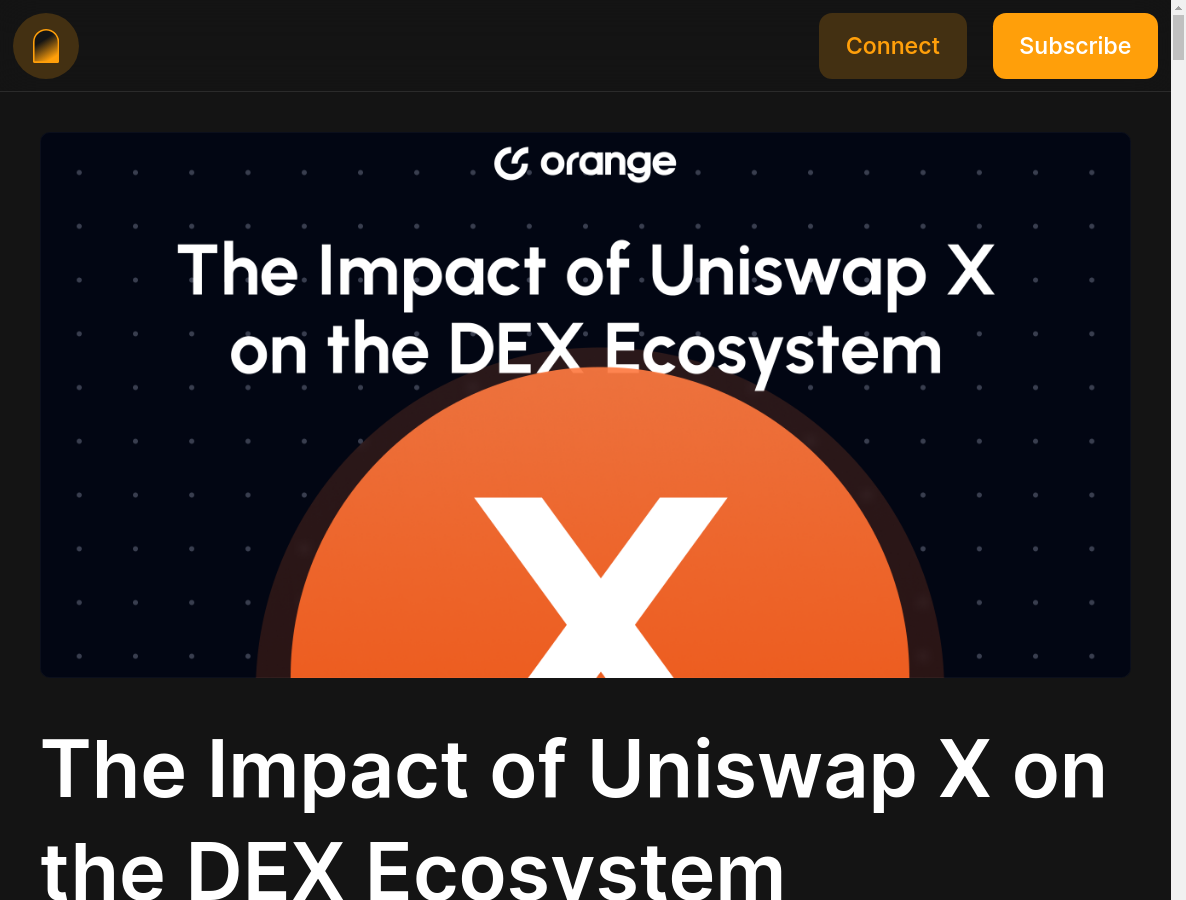 Connect
Subscribe
orange
The Impact of Uniswap X
on the DEX Ecosystem
X
The Impact of Uniswap X on
the DEX Ecosystem